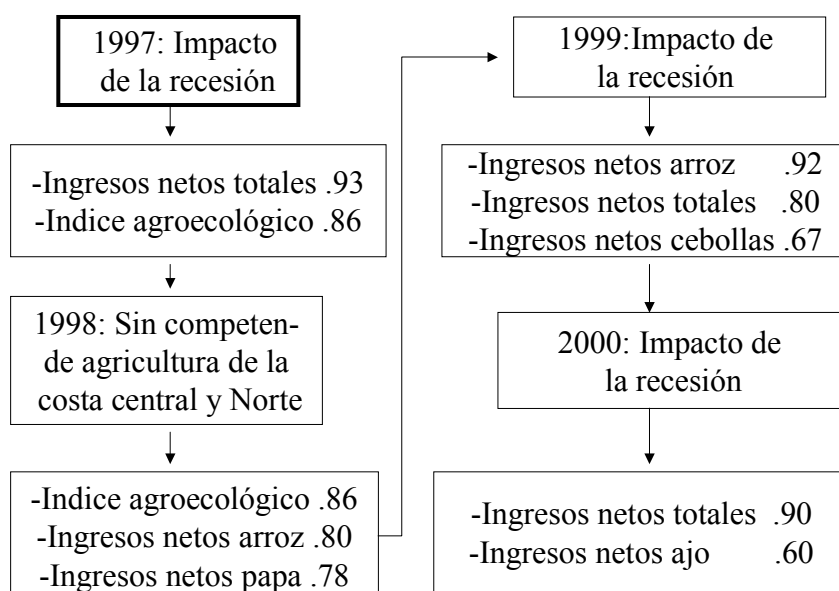 1997: Impacto
de la recesión
-Ingresos netos totales .93
-Indice agroecológico .86
1998: Sin competen-
de agricultura de la
costa central y Norte
-Indice agroecológico .86
-Ingresos netos arroz .80
-Ingresos netos papa .78
1999:Impacto de
la recesión
-Ingresos netos arroz .92
-Ingresos netos totales .80
-Ingresos netos cebollas .67
2000: Impacto de
la recesión
-Ingresos netos totales .90
-Ingresos netos ajo .60